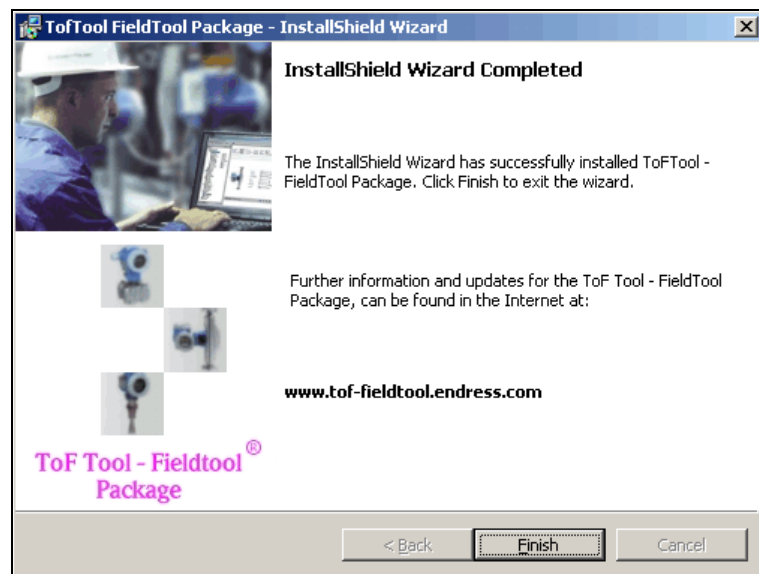 TofTool FieldTool Package - InstallShield Wizard
InstallShield Wizard Completed
The InstallShield Wizard has successfully installed ToFTool -
FieldTool Package. Click Finish to exit the wizard.
Further information and updates for the ToF Tool - FieldTool
Package, can be found in the Internet at:
www.tof-fieldtool.endress.com
ToF Tool - Fieldtool ®
Package
< Back
Finish
Cancel